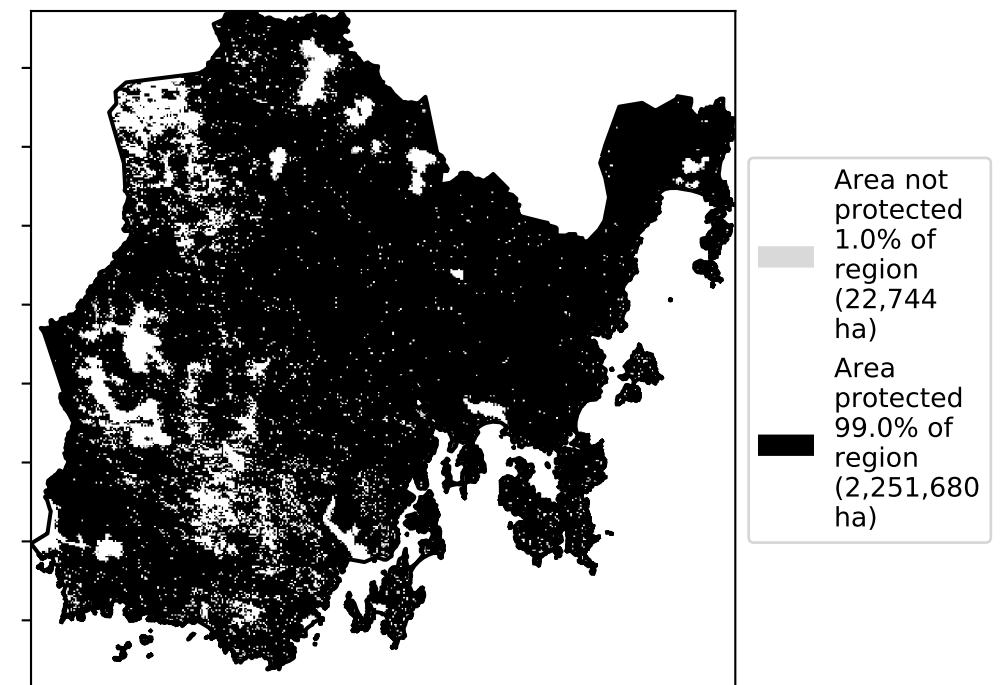 Area not
protected
1.0% of
region
(22,744
ha)
Area
protected
99.0% of
region
(2,251,680
ha)